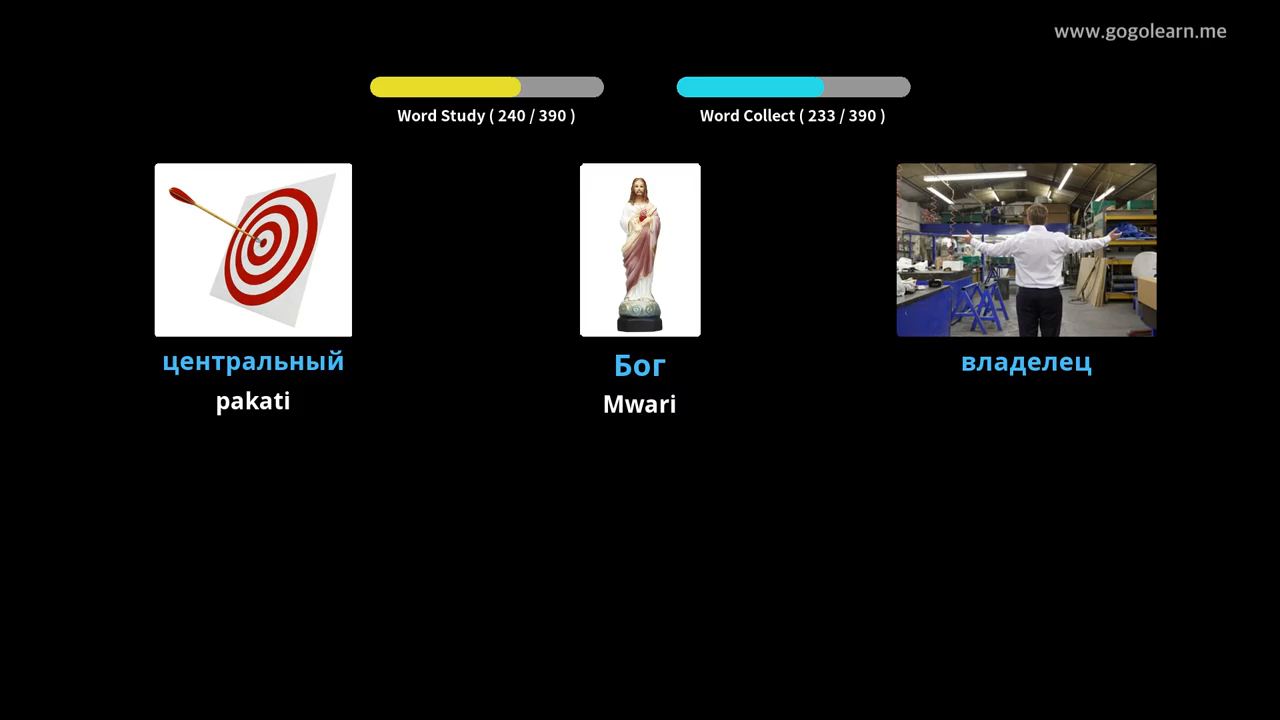 www.gogolearn.me
Word Study ( 240 / 390 )
Word Collect ( 233 / 390 )
центральный
pakati
Бог
Mwari
владелец